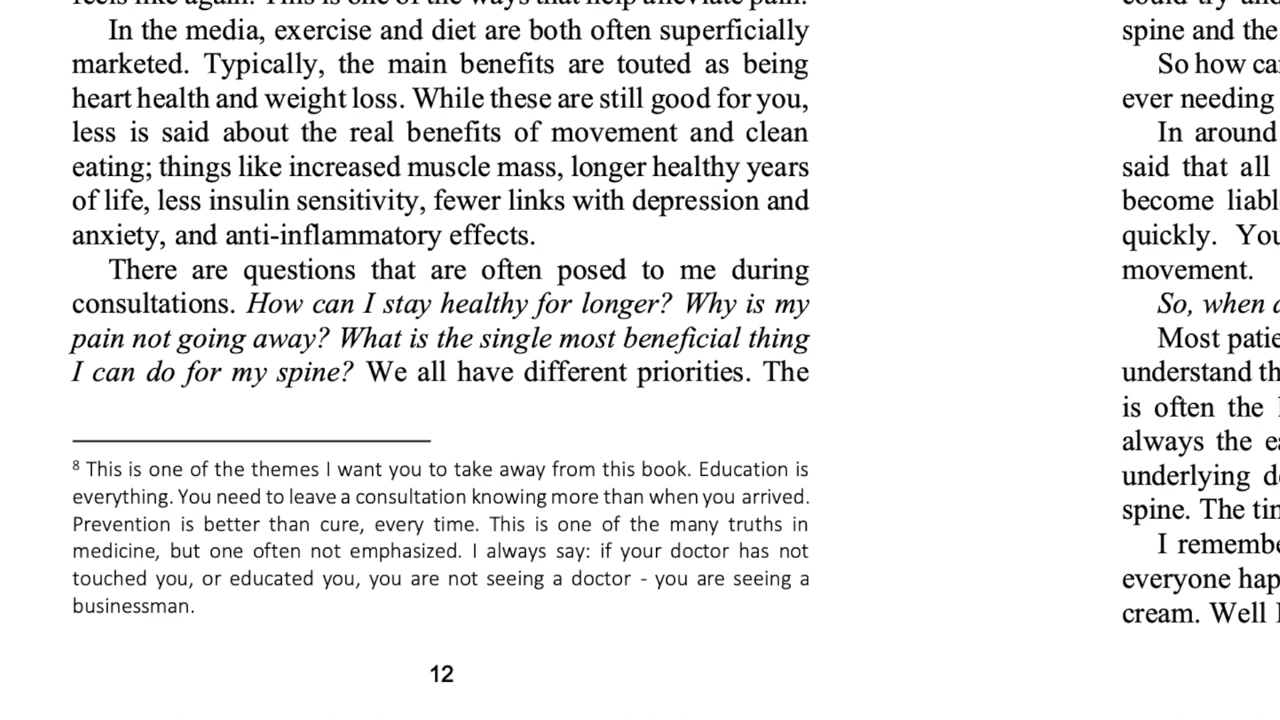 feels like again. This is one of the ways that help alleviate pain.
In the media, exercise and diet are both often superficially
marketed. Typically, the main benefits are touted as being
heart health and weight loss. While these are still good for you,
less is said about the real benefits of movement and clean
eating; things like increased muscle mass, longer healthy years
of life, less insulin sensitivity, fewer links with depression and
anxiety, and anti-inflammatory effects.
There are questions that are often posed to me during
consultations. How can I stay healthy for longer? Why is my
pain not going away? What is the single most beneficial thing
I can do for my spine? We all have different priorities. The
8 This is one of the themes I want you to take away from this book. Education is
everything. You need to leave a consultation knowing more than when you arrived.
Prevention is better than cure, every time. This is one of the many truths in
medicine, but one often not emphasized. I always say: if your doctor has not
touched you, or educated you, you are not seeing a doctor - you are seeing a
businessman.
12
could try and
spine and the
So how ca
ever needing
In around
said that all
become liabl
quickly. You
movement.
So, when
Most patie
understand th
is often the
always the ea
underlying de
spine. The tin
I remembe
everyone hap
cream. Well I